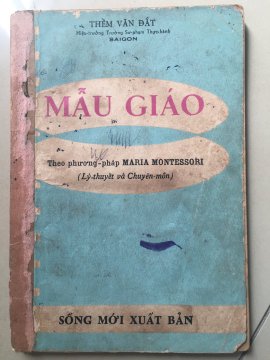 THÊM VĂN ĐẮT
Hiệu-trưởng Trường Sư-phạm Thực-hành
SAIGON
MẪU GIÁO
Theo phương-pháp MARIA MONTESSORI
(Lý-thuyết và Chuyên-môn)
SỐNG MỚI XUẤT BẢN